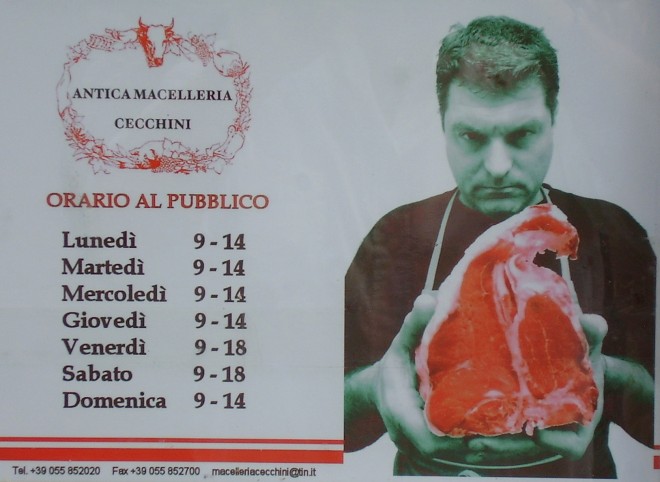 ANTICA MACELLERIA
CECCHINI
ORARIO AL PUBBLICO
Lunedì 9 - 14
Martedì 9 - 14
Mercoledì 9 - 14
Giovedì 9 - 14
Venerdì 9 - 18
Sabato 9 - 18
Domenica 9 - 14
Tel. +39 055 852020 Fax +39 055 852700 macelleriacecchini@tin.it